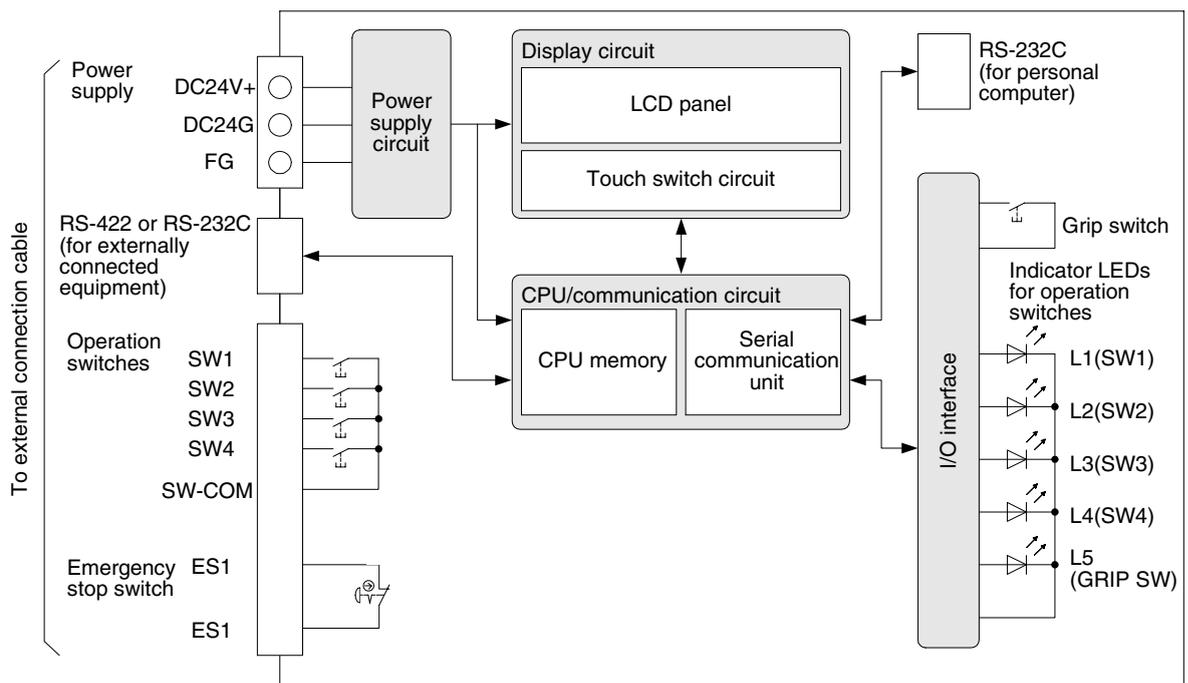 To external connection cable
Power
supply
DC24V+
DC24G
FG
Power
supply
circuit
RS-422 or RS-232C
(for externally
connected
equipment)
Operation
switches
SW1
SW2
SW3
SW4
SW-COM
Emergency
stop switch
ES1
ES1
Display circuit
LCD panel
Touch switch circuit
CPU/communication circuit
CPU memory
Serial
communication
unit
RS-232C
(for personal
computer)
I/O interface
Grip switch
Indicator LEDs
for operation
switches
L1(SW1)
L2(SW2)
L3(SW3)
L4(SW4)
L5
(GRIP SW)